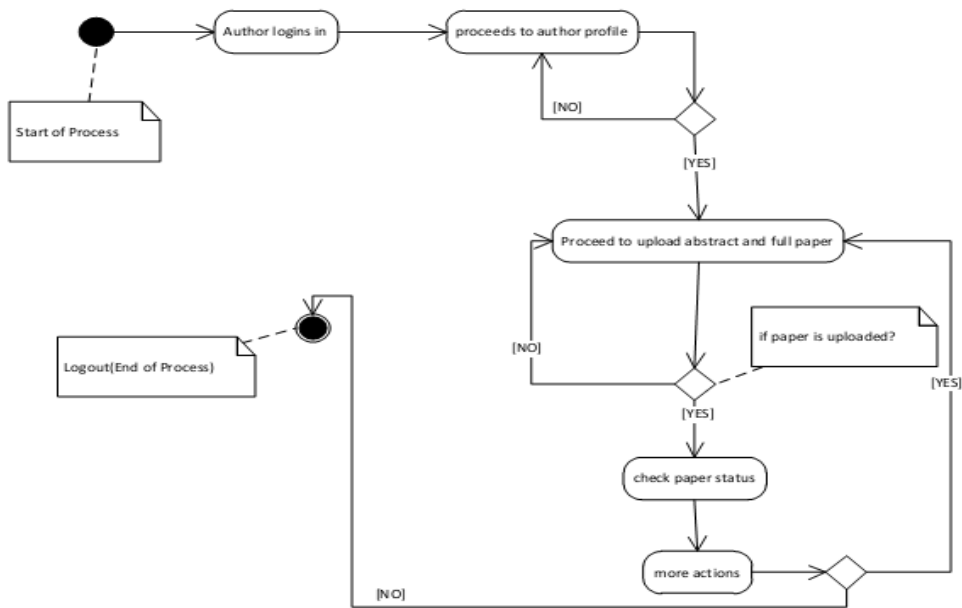 Author logins in
proceeds to author profile
[NO]
Start of Process
[YES]
Proceed to upload abstract and full paper
if paper is uploaded?
[NO]
Logout(End of Process)
[YES]
[YES]
check paper status
more actions
[NO]